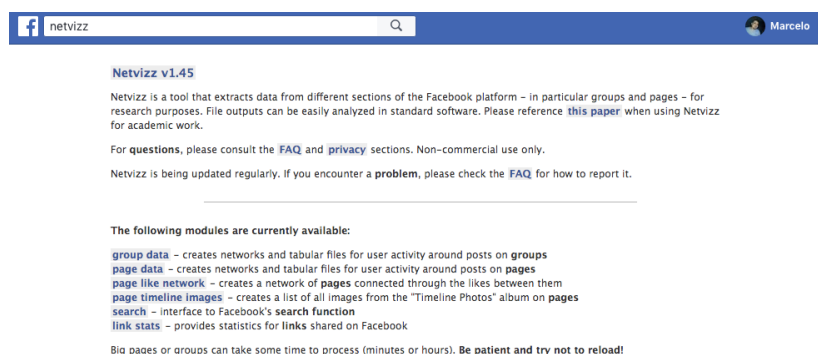 netvizz
Marcelo
Netvizz v1.45
Netvizz is a tool that extracts data from different sections of the Facebook platform – in particular groups and pages – for
research purposes. File outputs can be easily analyzed in standard software. Please reference this paper when using Netvizz
for academic work.
For questions, please consult the FAQ and privacy sections. Non-commercial use only.
Netvizz is being updated regularly. If you encounter a problem, please check the FAQ for how to report it.
The following modules are currently available:
group data – creates networks and tabular files for user activity around posts on groups
page data – creates networks and tabular files for user activity around posts on pages
page like network – creates a network of pages connected through the likes between them
page timeline images – creates a list of all images from the "Timeline Photos" album on pages
search – interface to Facebook's search function
link stats – provides statistics for links shared on Facebook
Big pages or groups can take some time to process (minutes or hours). Be patient and try not to reload!